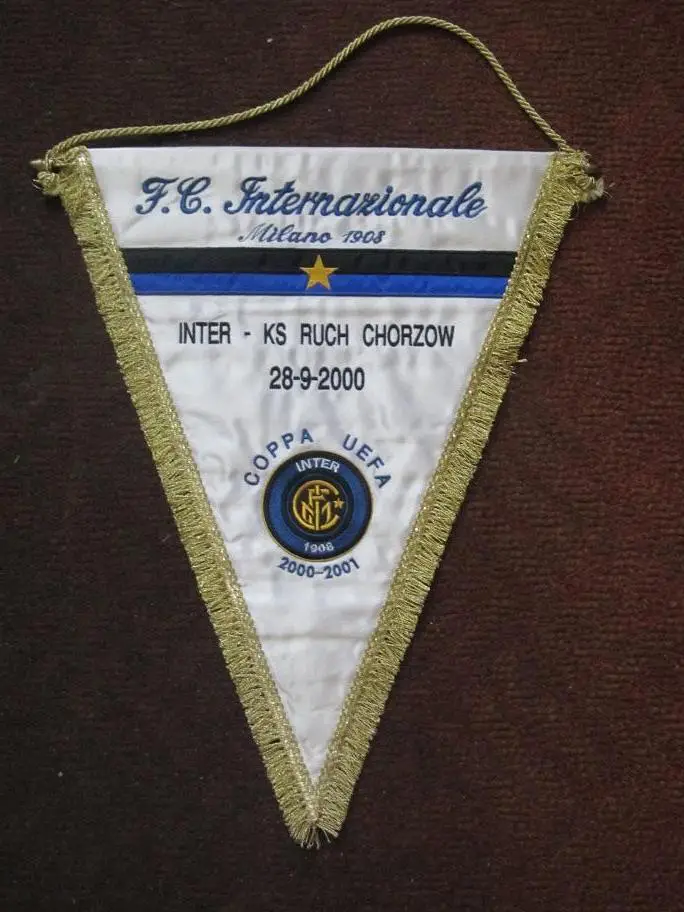 F.C. Internazionale
Milano 1908
INTER - KS RUCH CHORZOW
28-9-2000
COPPA UEFA
INTER
FCIM
1908
2000-2001